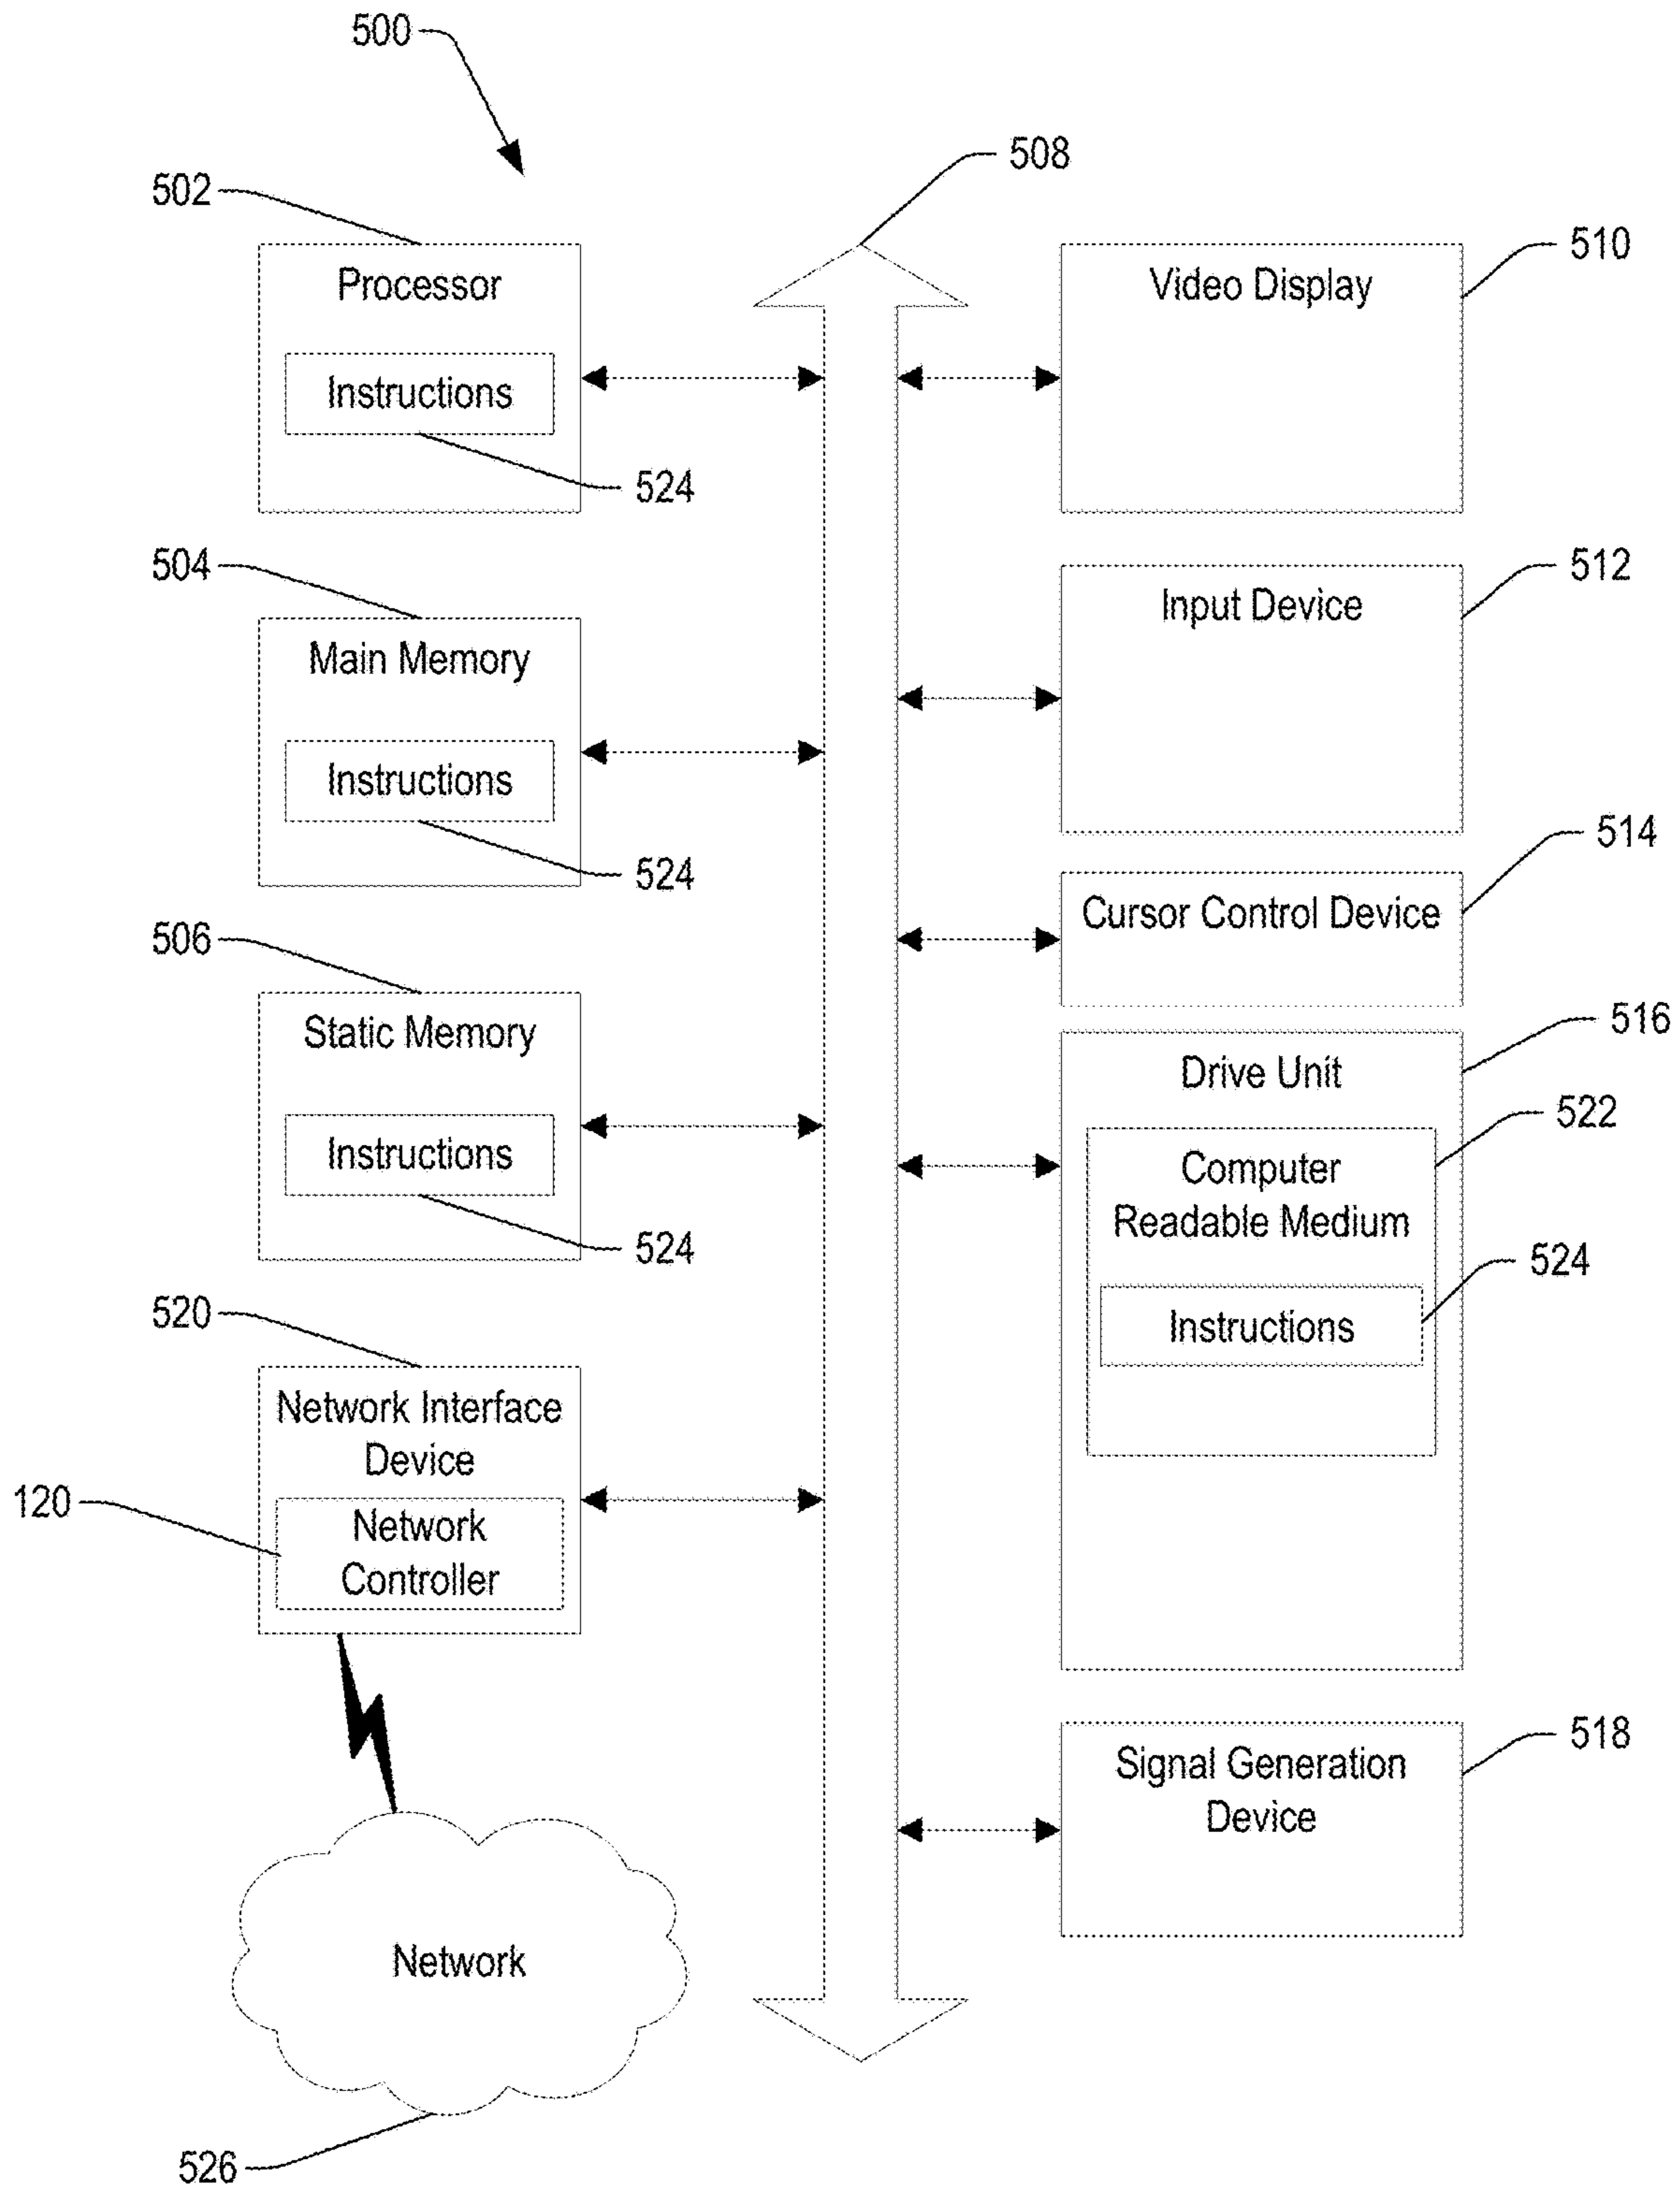 500
508
502
Processor
Instructions
524
510
Video Display
504
Main Memory
Instructions
524
512
Input Device
514
Cursor Control Device
506
Static Memory
Instructions
524
516
Drive Unit
522
Computer
Readable Medium
524
Instructions
520
Network Interface
Device
120
Network
Controller
518
Signal Generation
Device
Network
526